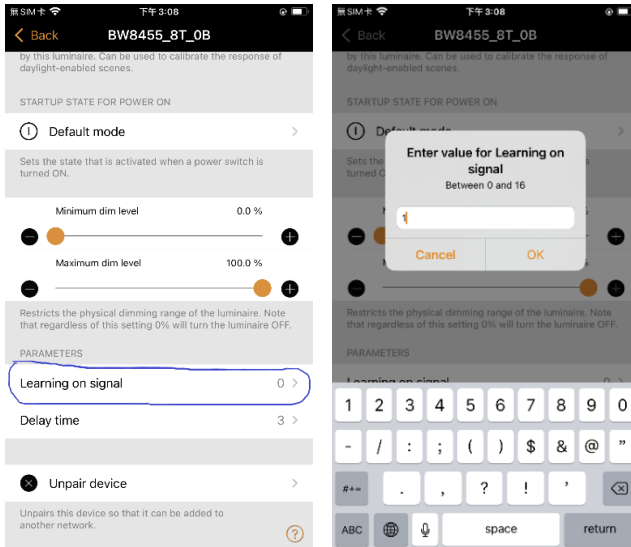 無SIM卡
下午3:08
Back
BW8455_8T_0B
by this luminaire. Can be used to calibrate the response of
daylight-enabled scenes.
STARTUP STATE FOR POWER ON
Default mode
Sets the state that is activated when a power switch is
turned ON.
Minimum dim level 0.0 %
Maximum dim level 100.0 %
Restricts the physical dimming range of the luminaire. Note
that regardless of this setting 0% will turn the luminaire OFF.
PARAMETERS
Learning on signal 0
Delay time 3
Unpair device
Unpairs this device so that it can be added to
another network.
?
無SIM卡
下午3:08
Back
BW8455_8T_0B
by this luminaire. Can be used to calibrate the response of
daylight-enabled scenes.
STARTUP STATE FOR POWER ON
Default mode
Sets the
turned O
Enter value for Learning on
signal
Between 0 and 16
1
Cancel OK
Restricts the physical dimming range of the luminaire. Note
that regardless of this setting 0% will turn the luminaire OFF.
PARAMETERS
Learning on signal 0
1 2 3 4 5 6 7 8 9 0
- / : ; ( ) $ & @ "
#+= . , ? ! '
ABC space return